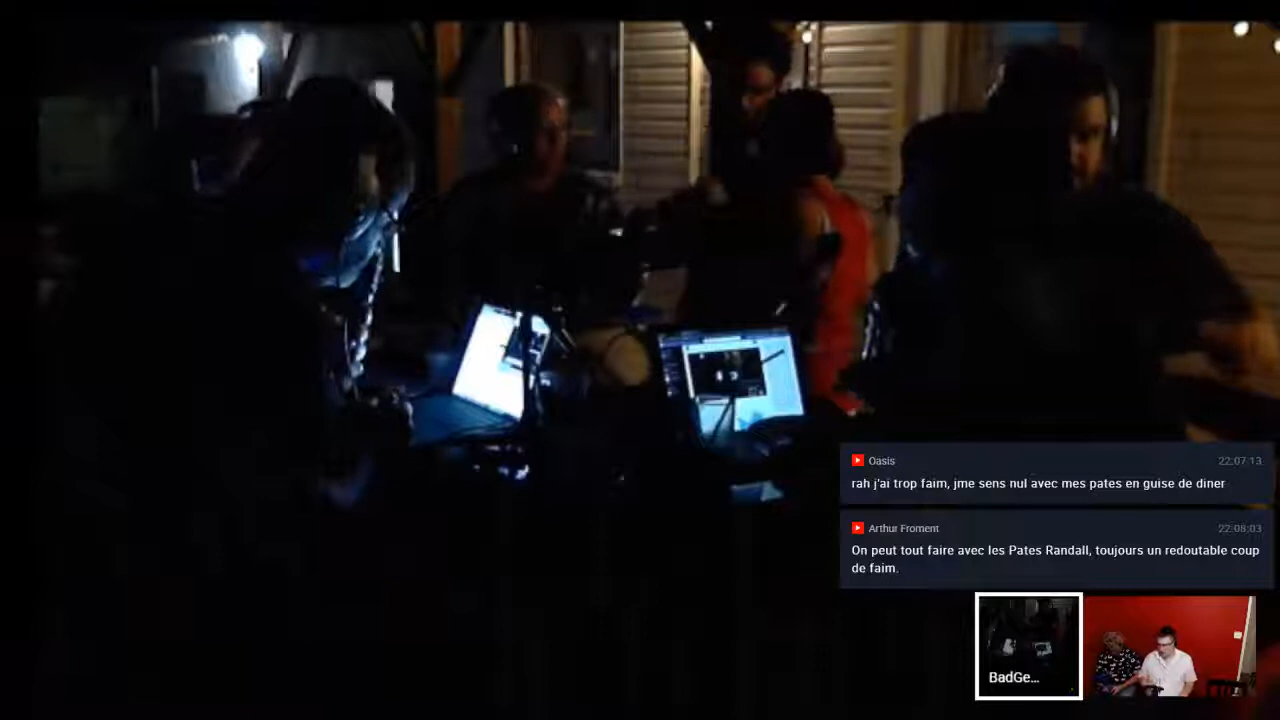 Oasis 22:07:13
rah j'ai trop faim, jme sens nul avec mes pates en guise de diner
Arthur Froment 22:08:03
On peut tout faire avec les Pates Randall, toujours un redoutable coup
de faim.
BadGe...